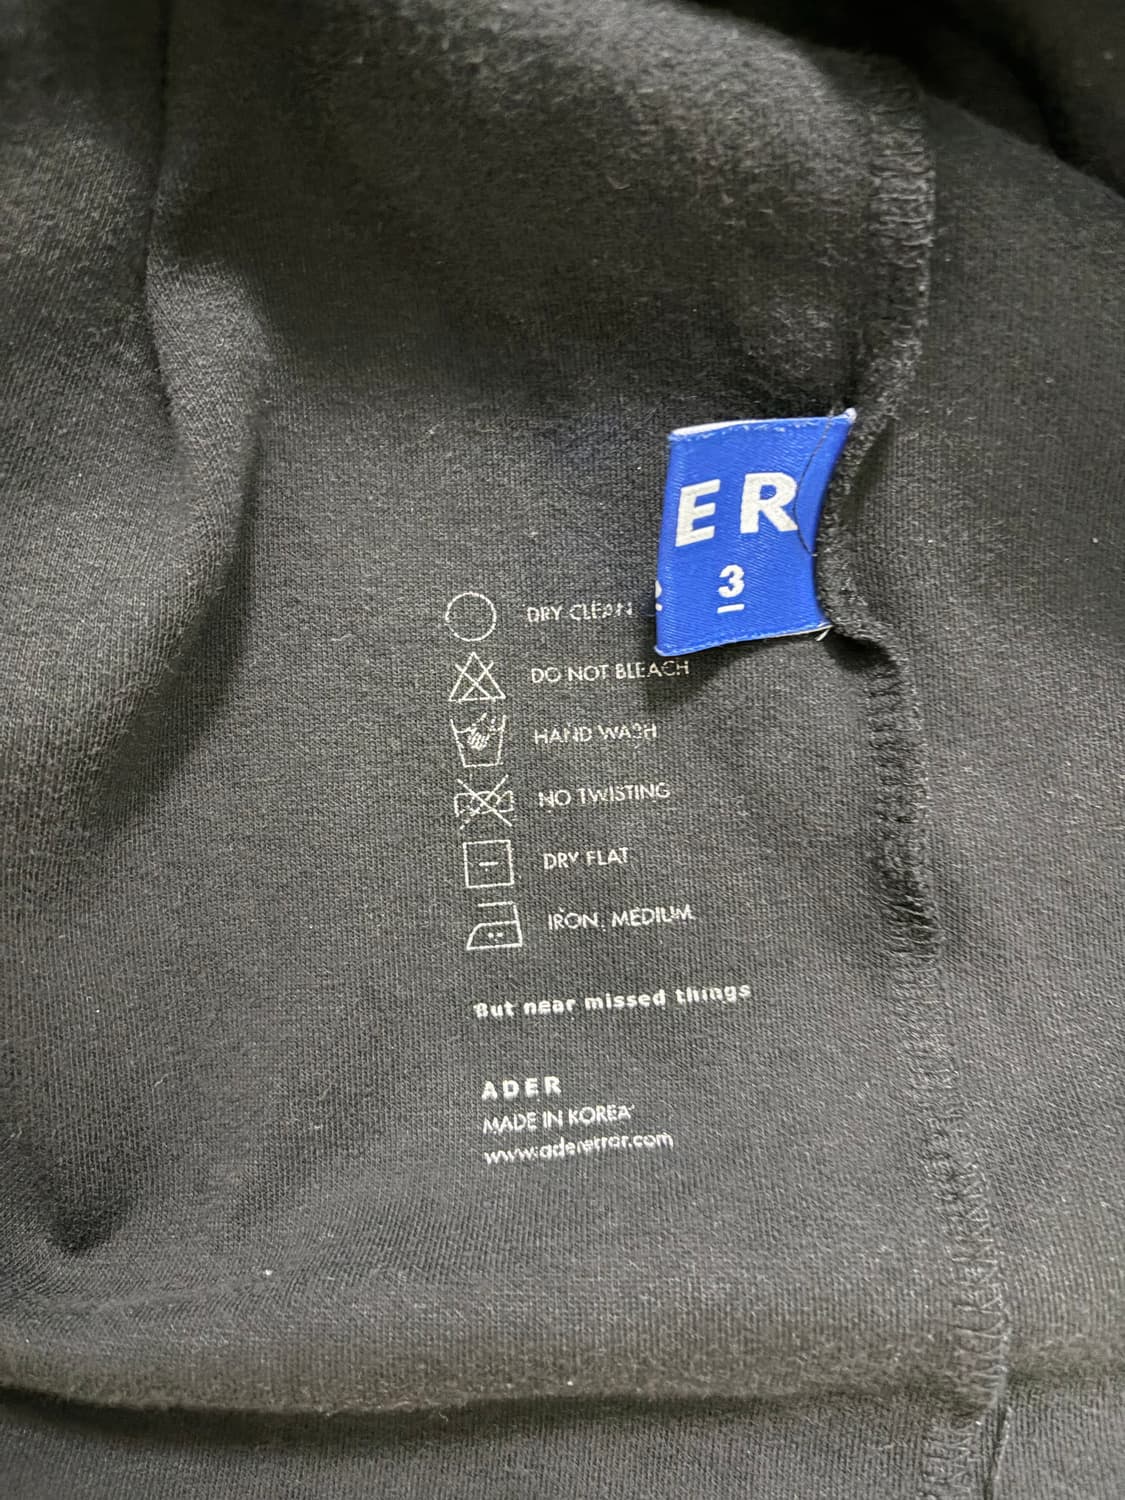 ER
3
DRY CLEAN
DO NOT BLEACH
HAND WASH
NO TWISTING
DRY FLAT
IRON, MEDIUM
But near missed things
ADER
MADE IN KOREA
www.adererror.com